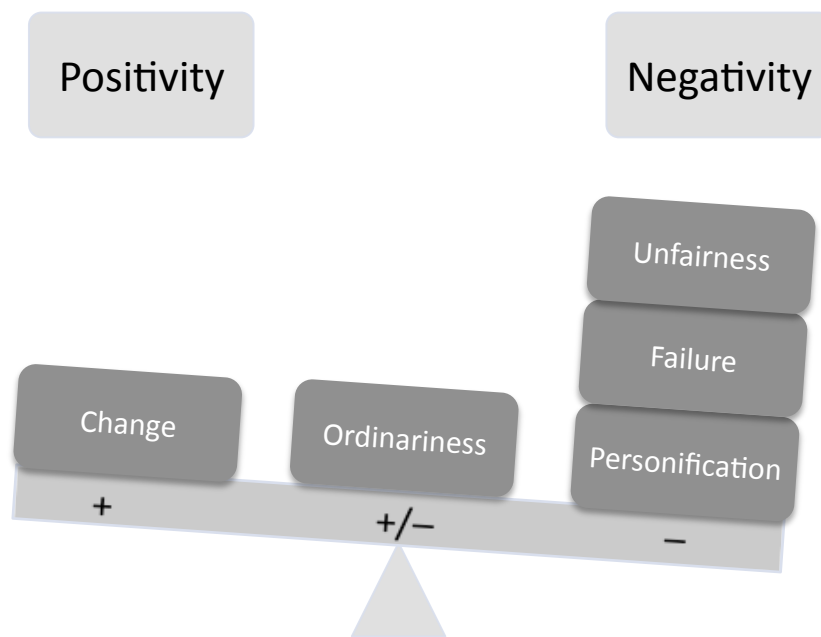 Positivity
Negativity
Unfairness
Failure
Personification
Change
Ordinariness
+
+/–
–